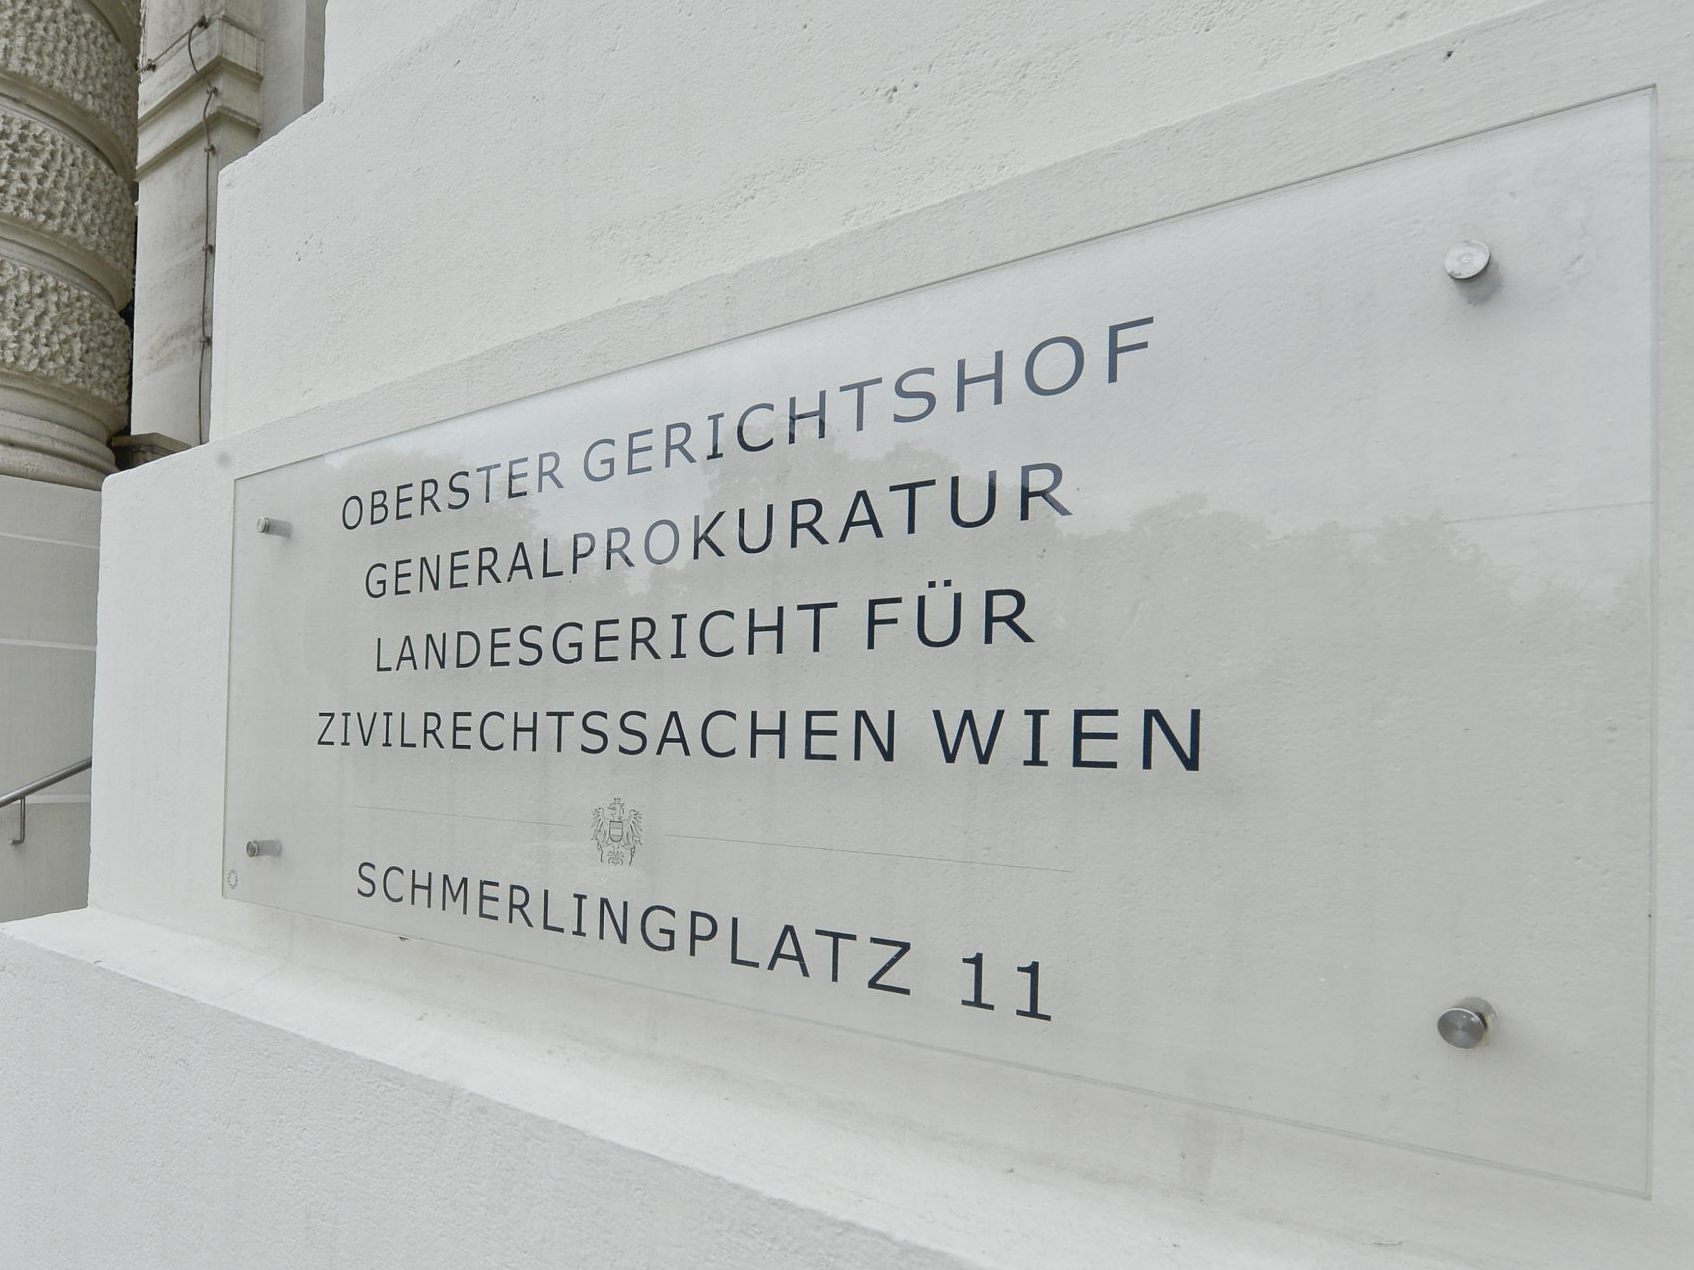 OBERSTER GERICHTSHOF
GENERALPROKURATUR
LANDESGERICHT FÜR
ZIVILRECHTSSACHEN WIEN
SCHMERLINGPLATZ 11